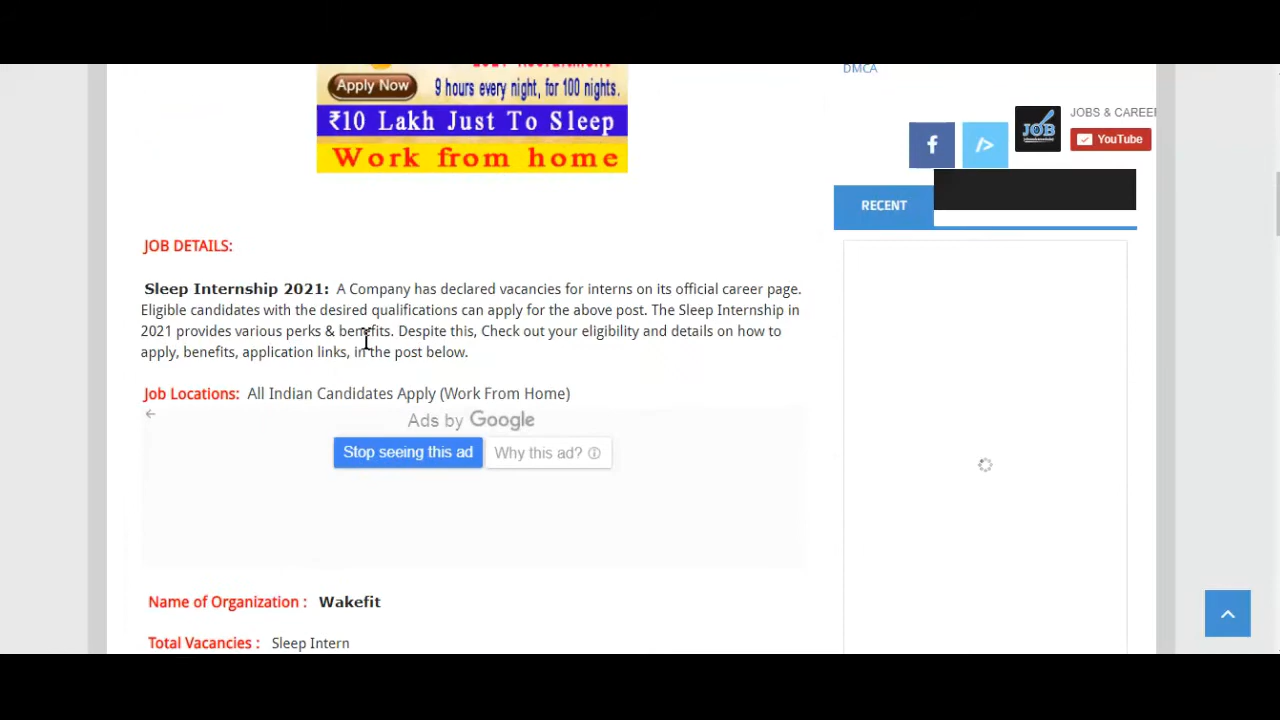 DMCA
Apply Now
9 hours every night, for 100 nights.
₹10 Lakh Just To Sleep
Work from home
JOB
JOBS & CAREER
YouTube
RECENT
JOB DETAILS:
Sleep Internship 2021: A Company has declared vacancies for interns on its official career page.
Eligible candidates with the desired qualifications can apply for the above post. The Sleep Internship in
2021 provides various perks & benefits. Despite this, Check out your eligibility and details on how to
apply, benefits, application links, in the post below.
Job Locations: All Indian Candidates Apply (Work From Home)
Ads by Google
Stop seeing this ad
Why this ad?
Name of Organization : Wakefit
Total Vacancies : Sleep Intern